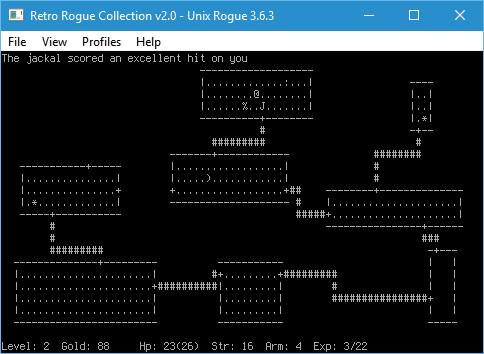 Retro Rogue Collection v2.0 - Unix Rogue 3.6.3
File View Profiles Help
The jackal scored an excellent hit on you
Level: 2 Gold: 88 Hp: 23(26) Str: 16 Arm: 4 Exp: 3/22